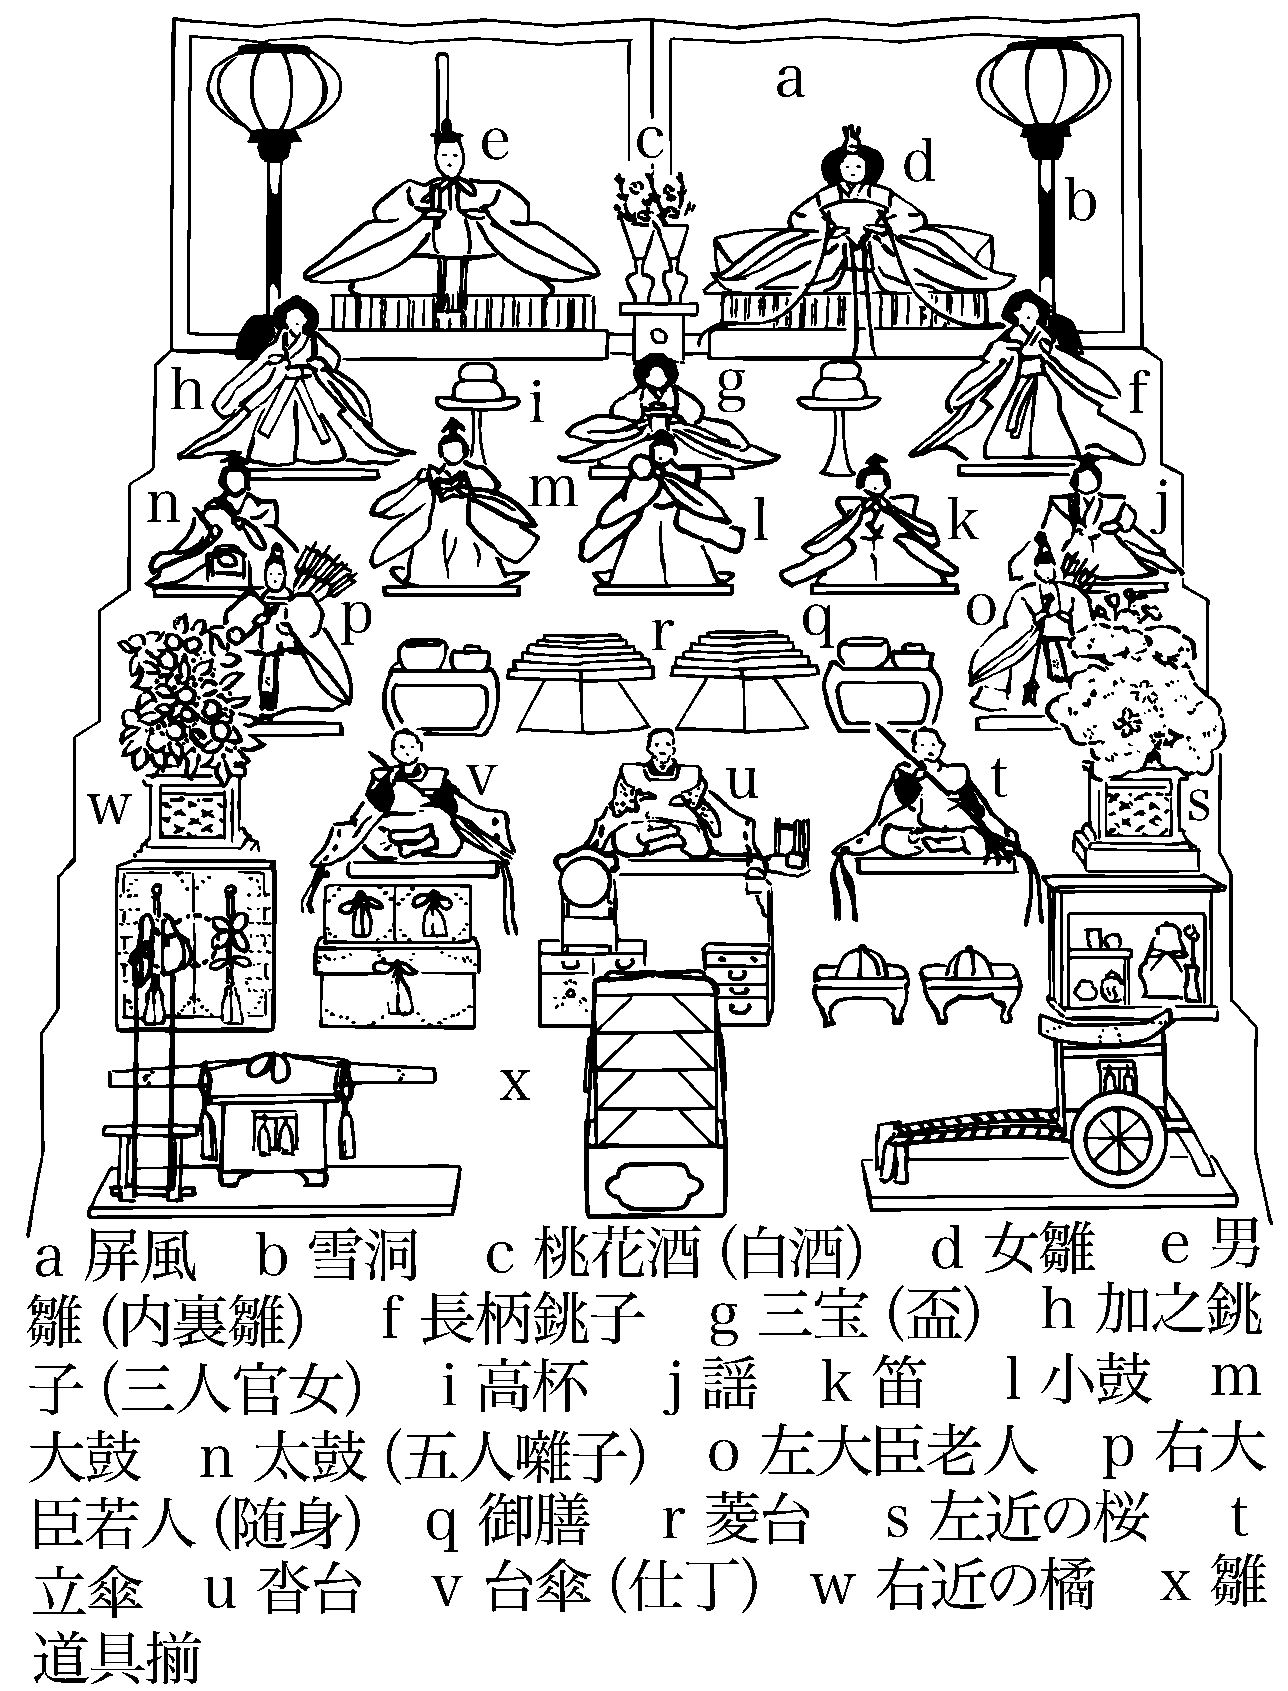 a
e
c
d
b
h
i
g
f
n
m
l
k
j
p
r
q
o
w
v
u
t
s
x
a 屏風　b 雪洞　c 桃花酒(白酒)　d 女雛　e 男
雛(内裏雛)　f 長柄銚子　g 三宝(盃)　h 加之銚
子(三人官女)　i 高杯　j 謡　k 笛　l 小鼓　m
大鼓　n 太鼓(五人囃子)　o 左大臣老人　p 右大
臣若人(随身)　q 御膳　r 菱台　s 左近の桜　t
立傘　u 沓台　v 台傘(仕丁)　w 右近の橘　x 雛
道具揃